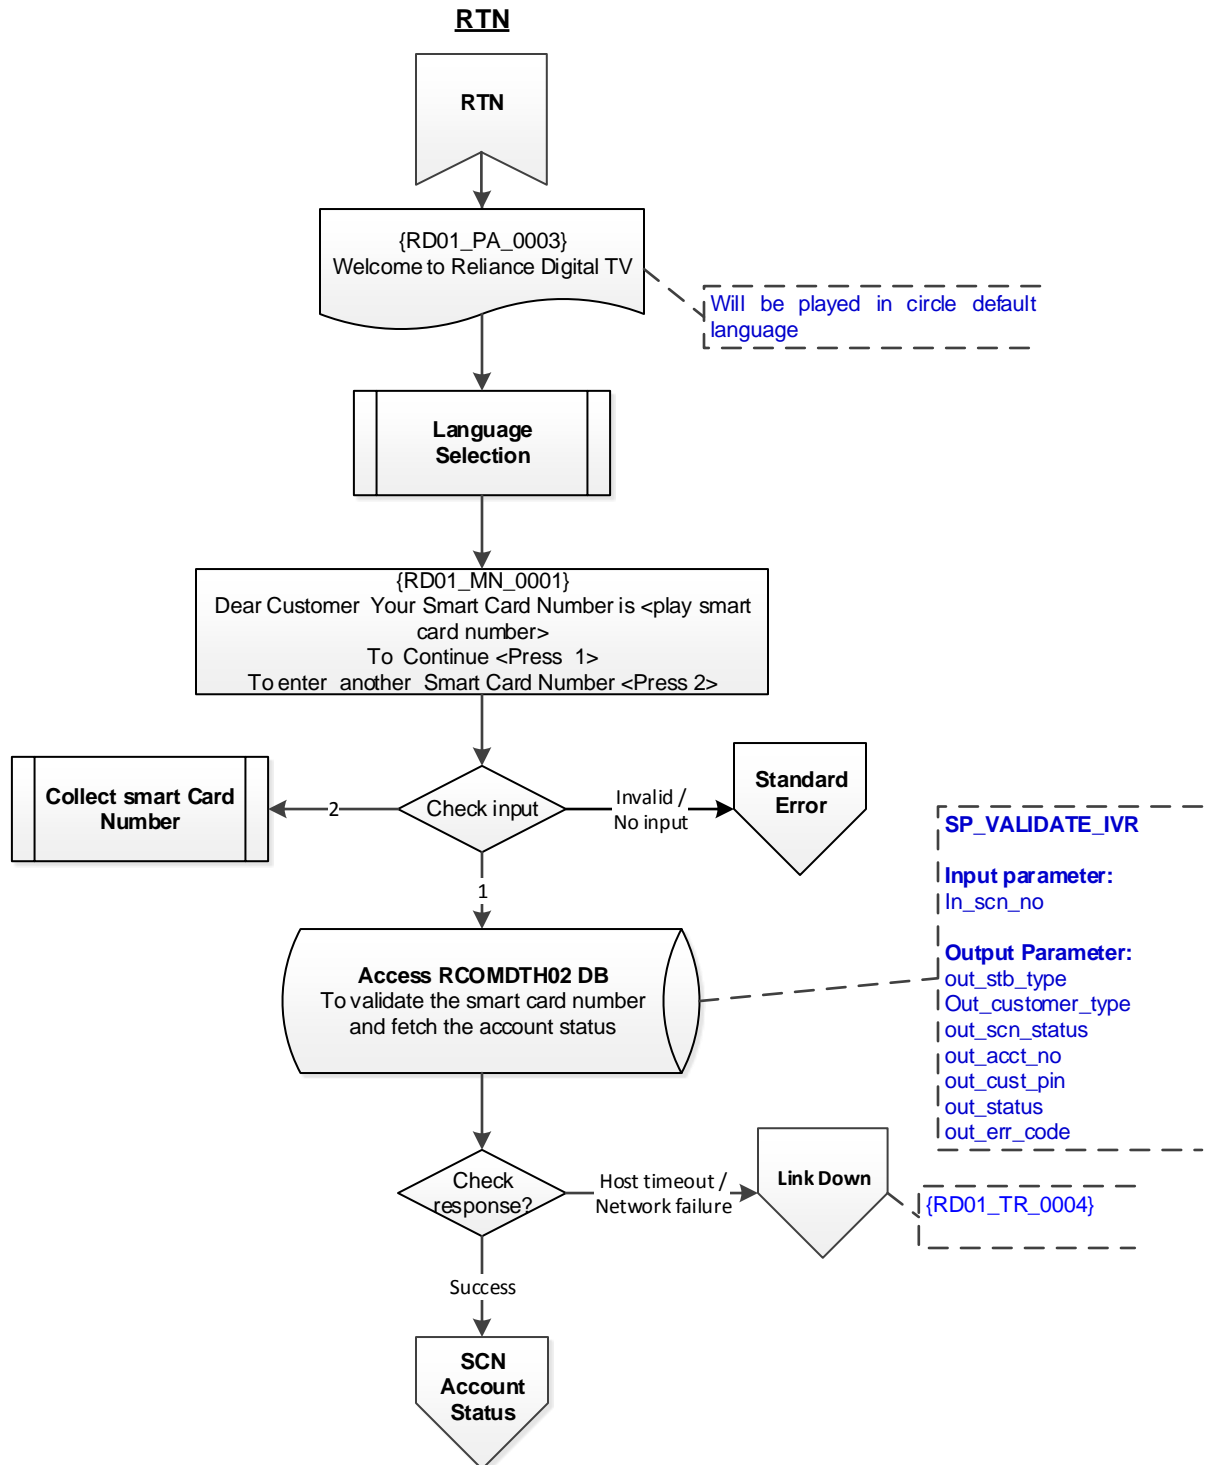 RTN
RTN
{RD01_PA_0003}
Welcome to Reliance Digital TV
Will be played in circle default
language
Language
Selection
{RD01_MN_0001}
Dear Customer Your Smart Card Number is <play smart
card number>
To Continue <Press 1>
To enter another Smart Card Number <Press 2>
Collect smart Card
Number
2
Check input
Invalid /
No input
Standard
Error
1
SP_VALIDATE_IVR
Input parameter:
In_scn_no
Output Parameter:
out_stb_type
Out_customer_type
out_scn_status
out_acct_no
out_cust_pin
out_status
out_err_code
Access RCOMDTH02 DB
To validate the smart card number
and fetch the account status
Check
response?
Host timeout /
Network failure
Link Down
{RD01_TR_0004}
Success
SCN
Account
Status